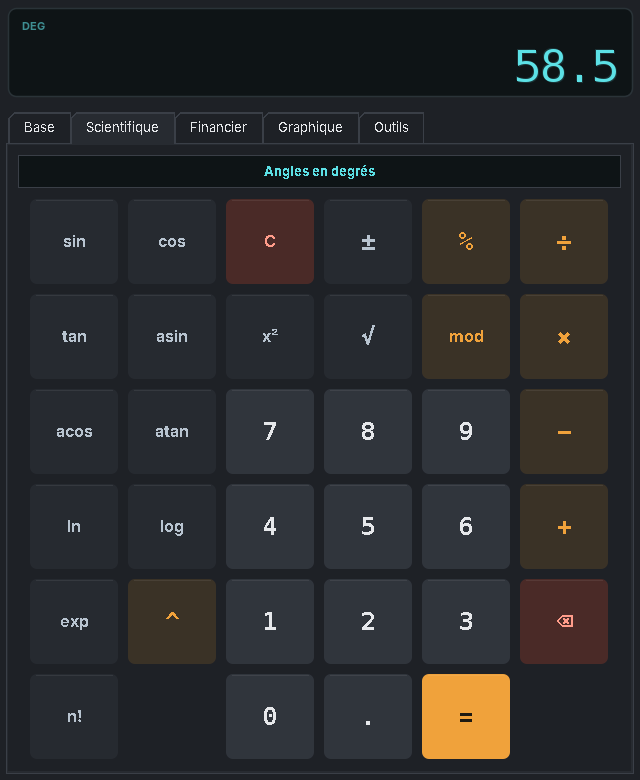 DEG
58.5
Base Scientifique Financier Graphique Outils
Angles en degrés
sin cos C ± % ÷
tan asin x² √ mod ×
acos atan 7 8 9 −
ln log 4 5 6 +
exp ^ 1 2 3 ⌫
n! 0 . =